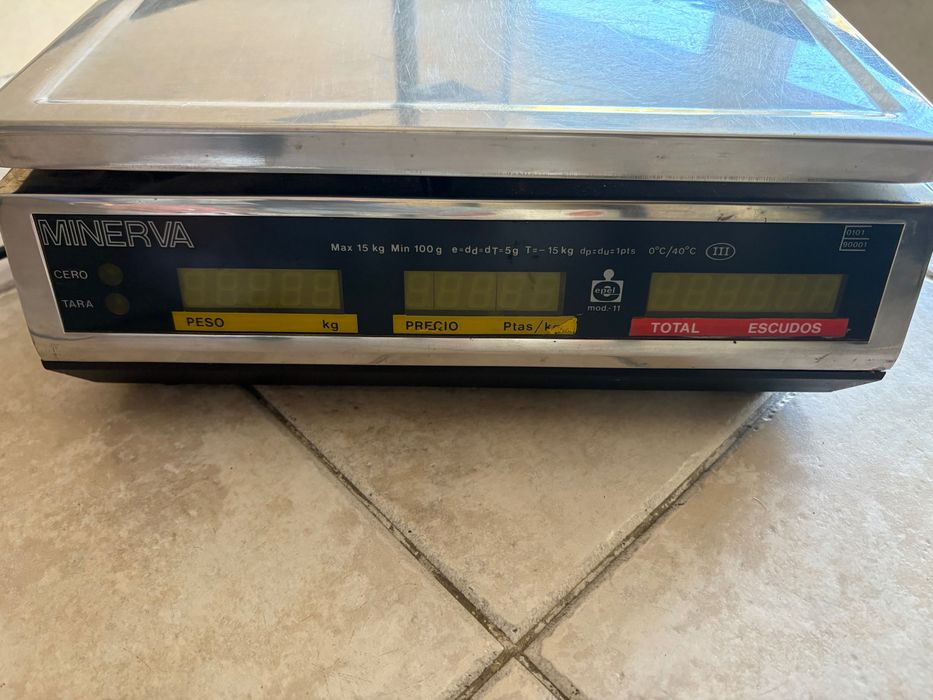 MINERVA
Max 15 kg Min 100 g e=dd=dT=5g T=-15 kg dp=du=1pts 0°C/40°C III
0101
90001
CERO
TARA
epel
mod.-11
PESO kg
PRECIO Ptas/kg
TOTAL ESCUDOS